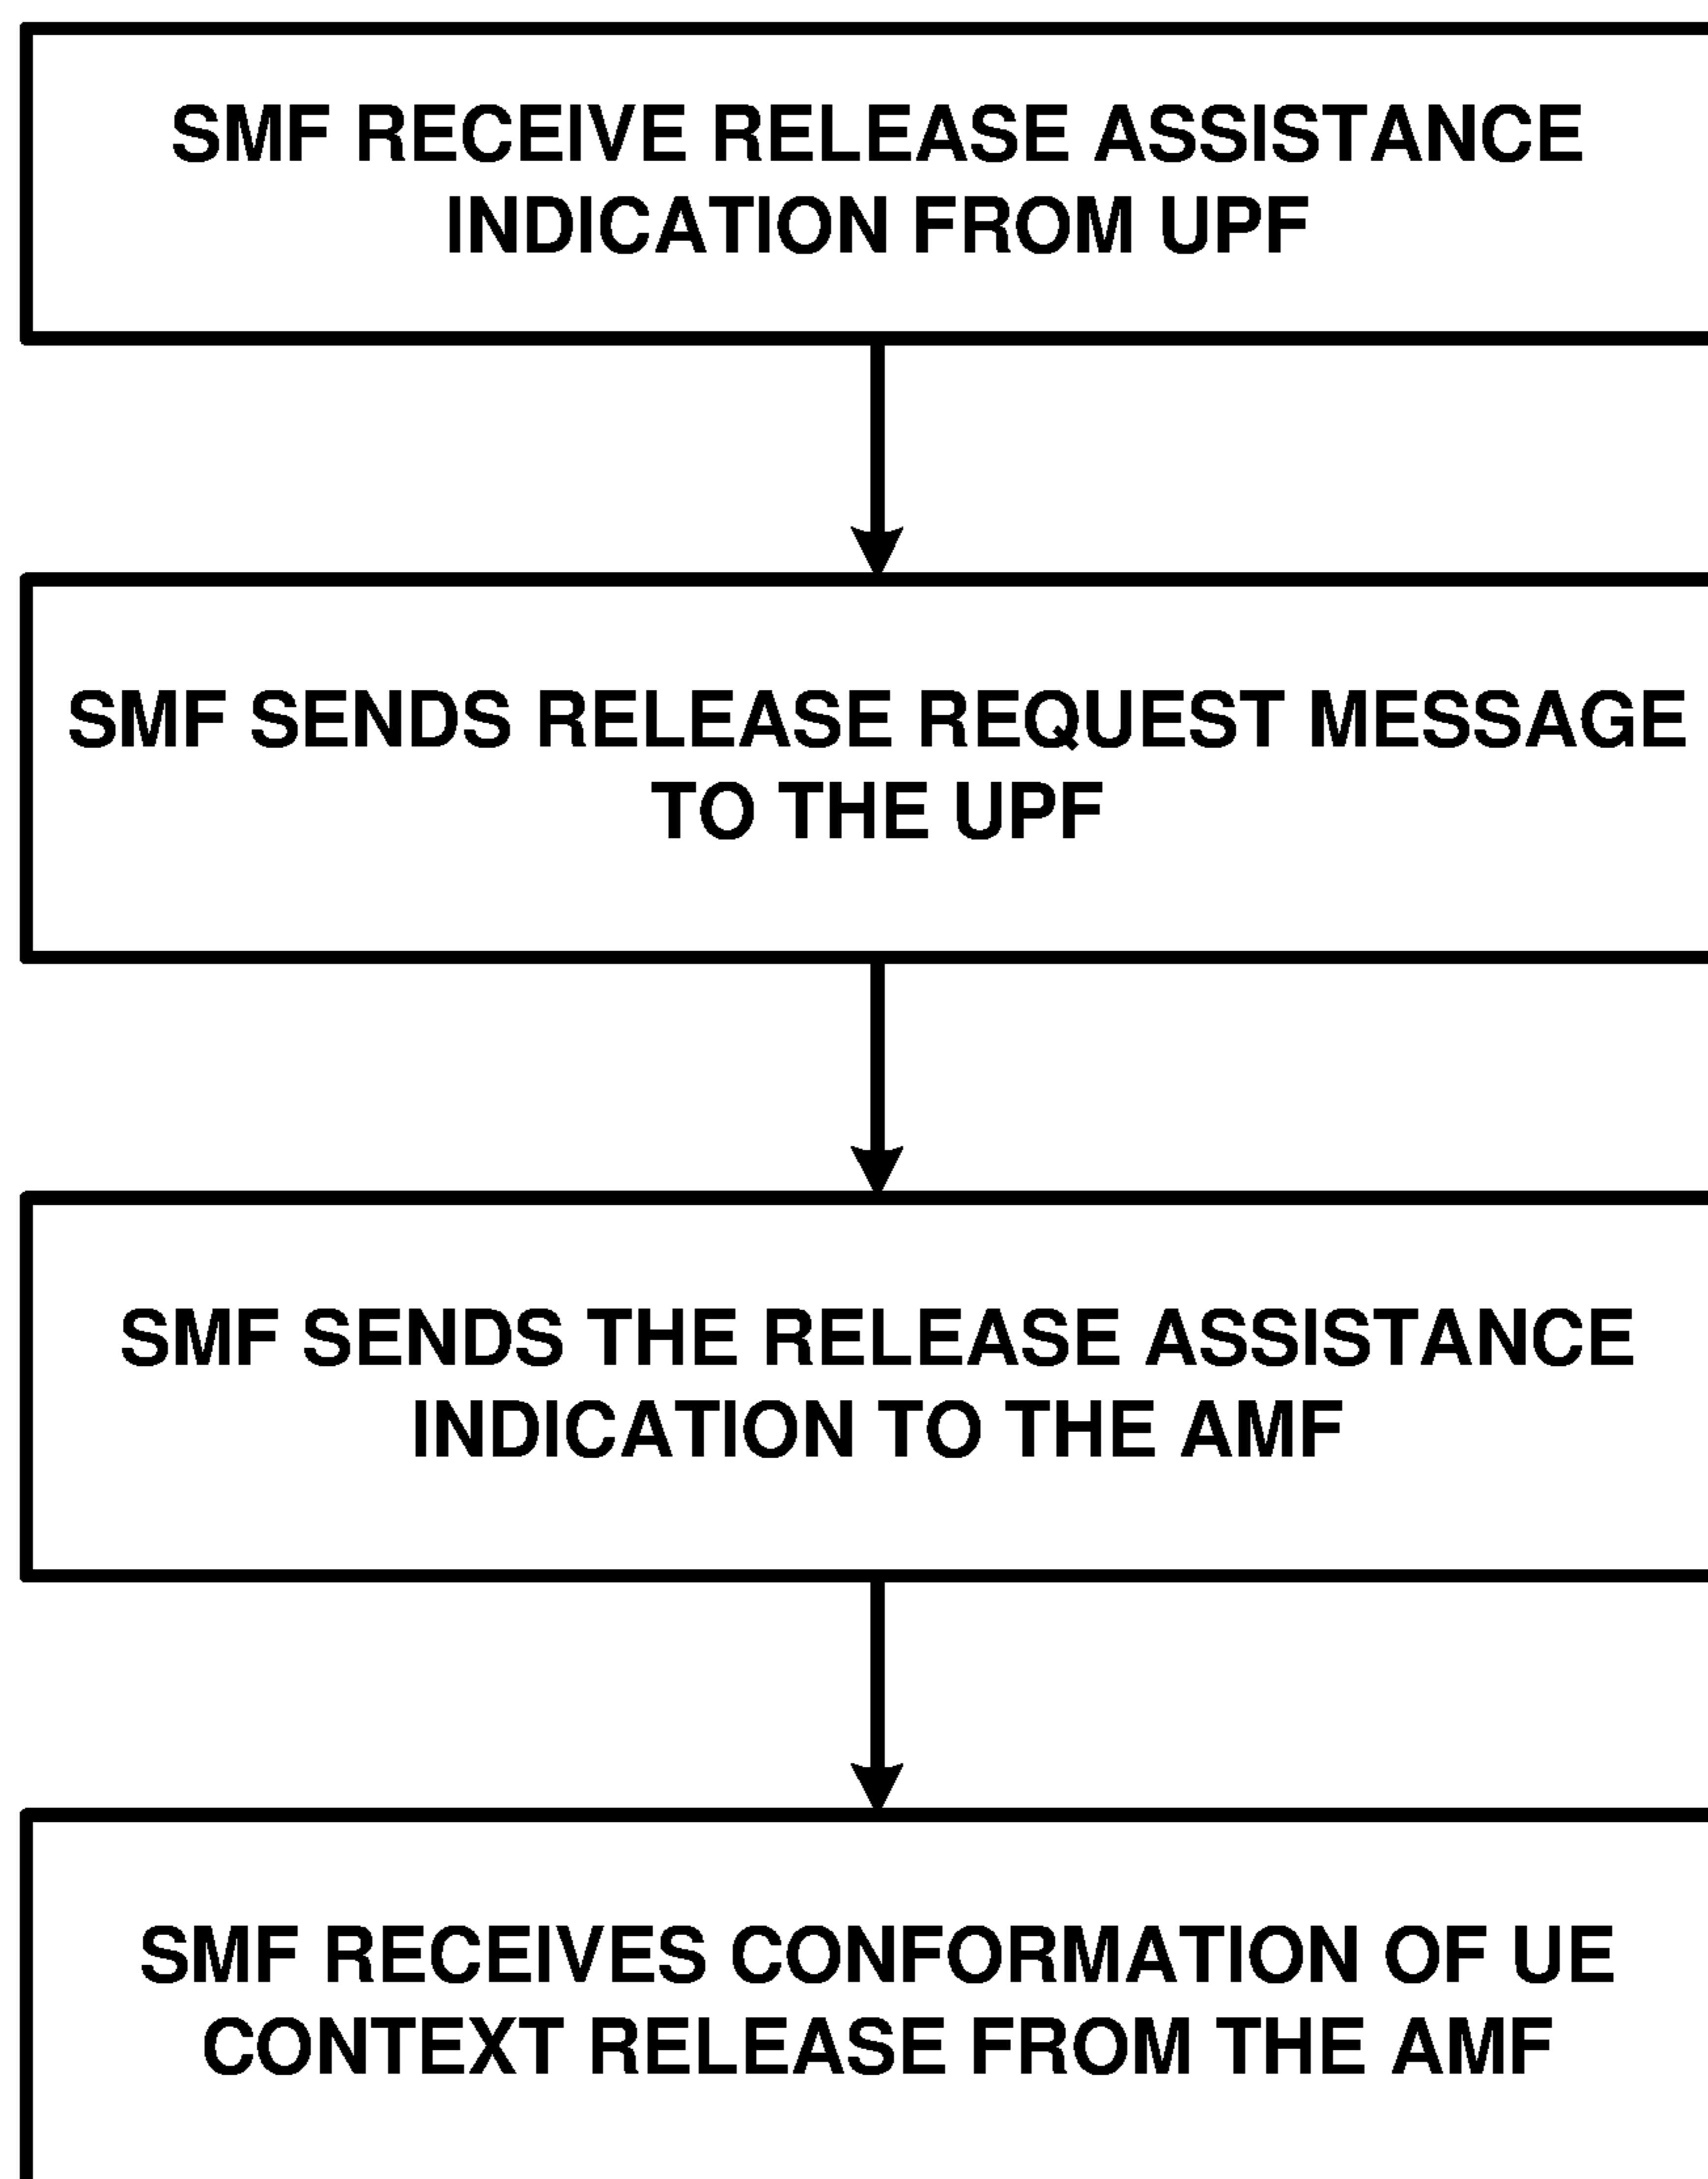 SMF RECEIVE RELEASE ASSISTANCE
INDICATION FROM UPF
SMF SENDS RELEASE REQUEST MESSAGE
TO THE UPF
SMF SENDS THE RELEASE ASSISTANCE
INDICATION TO THE AMF
SMF RECEIVES CONFORMATION OF UE
CONTEXT RELEASE FROM THE AMF